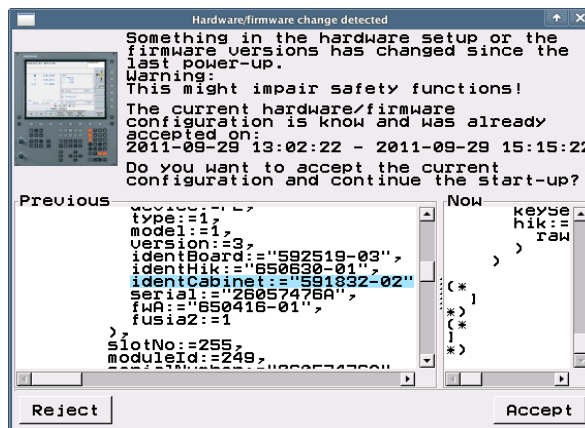 Hardware/firmware change detected
Something in the hardware setup or the
firmware versions has changed since the
last power-up.
Warning:
This might impair safety functions!
The current hardware/firmware
configuration is know and was already
accepted on:
2011-09-29 13:02:22 - 2011-09-29 15:15:22
Do you want to accept the current
configuration and continue the start-up?
Previous
type:=1,
model:=1,
version:=3,
identBoard:="592519-03",
identHik:="650630-01",
identCabinet:="591832-02"
serial:="26057476A",
fwA:="650416-01",
fusia2:=1
),
slotNo:=255,
moduleId:=249,
Now
keySe
hik:=
raw
)
)
(*
]
*)
(*
]
*)
Reject
Accept